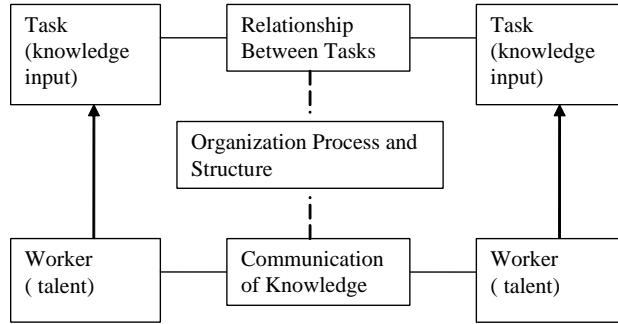 Task
(knowledge
input)
Relationship
Between Tasks
Task
(knowledge
input)
Organization Process and
Structure
Worker
( talent)
Communication
of Knowledge
Worker
( talent)